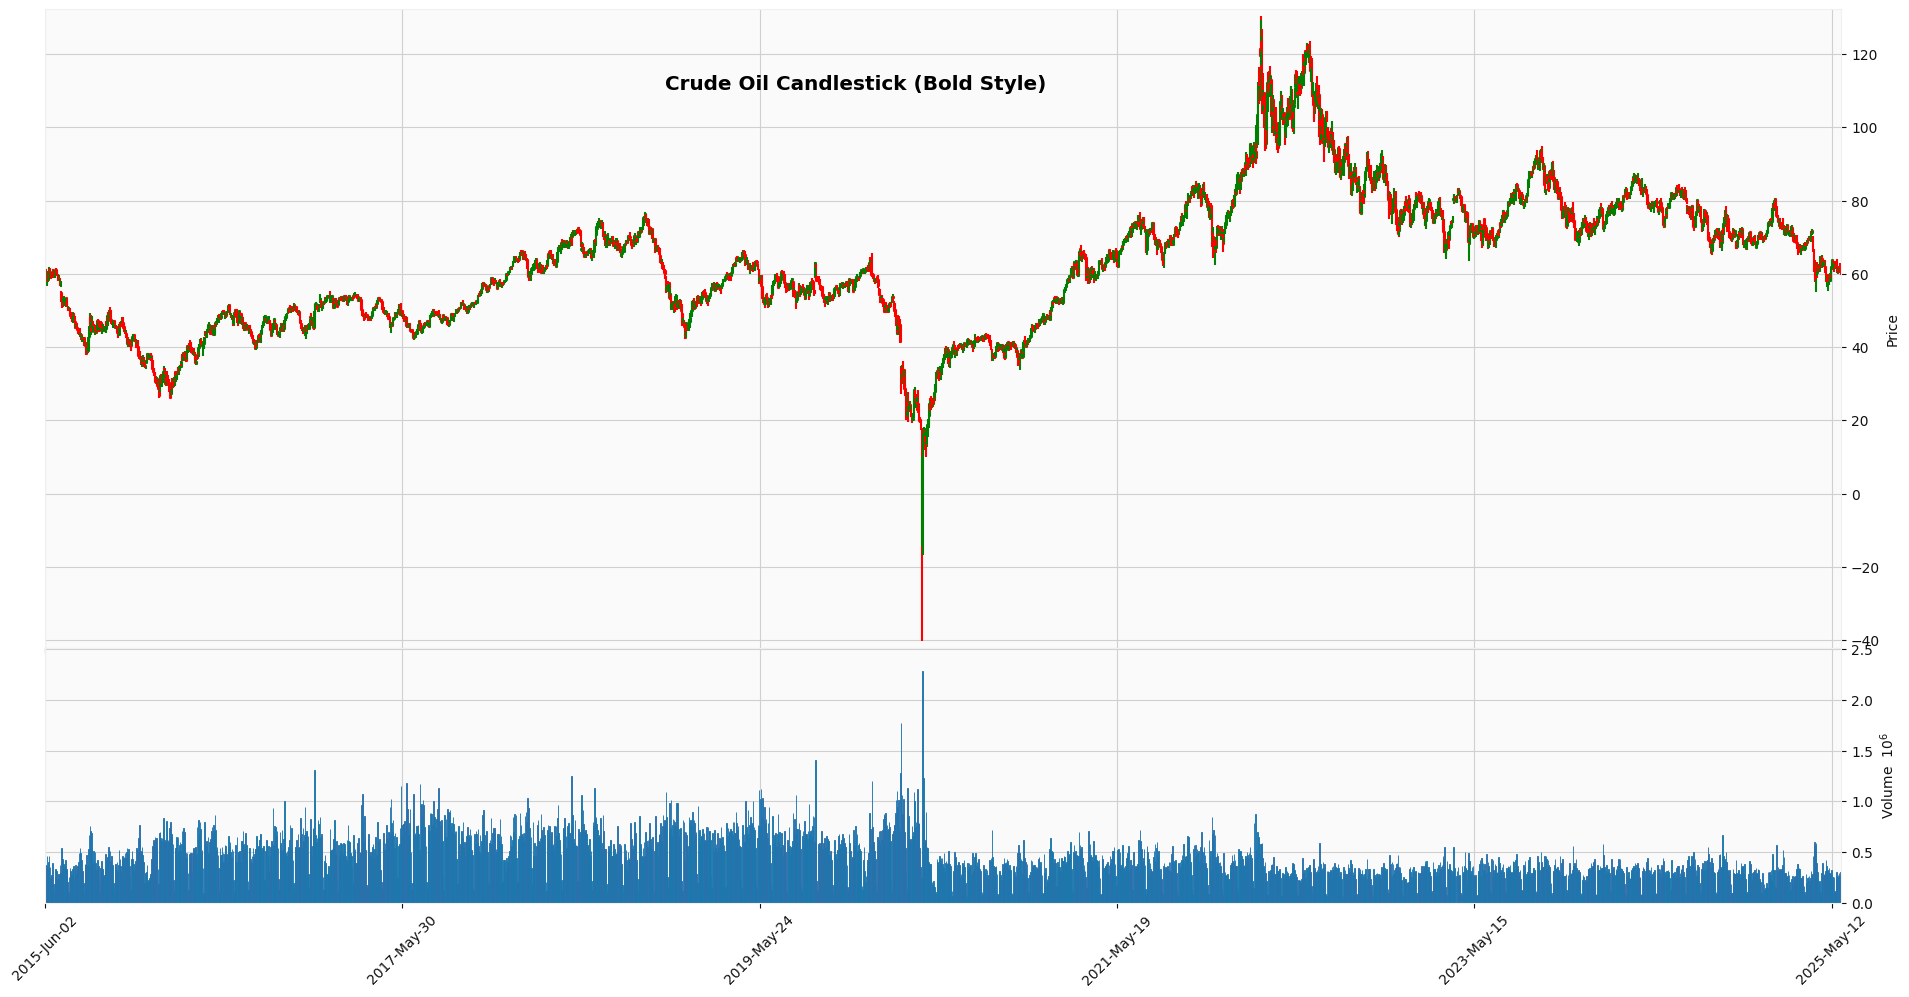 Crude Oil Candlestick (Bold Style)
120
100
80
60
40
20
0
−20
−40
Price
2.5
2.0
1.5
1.0
0.5
0.0
Volume 10⁶
2015-Jun-02
2017-May-30
2019-May-24
2021-May-19
2023-May-15
2025-May-12